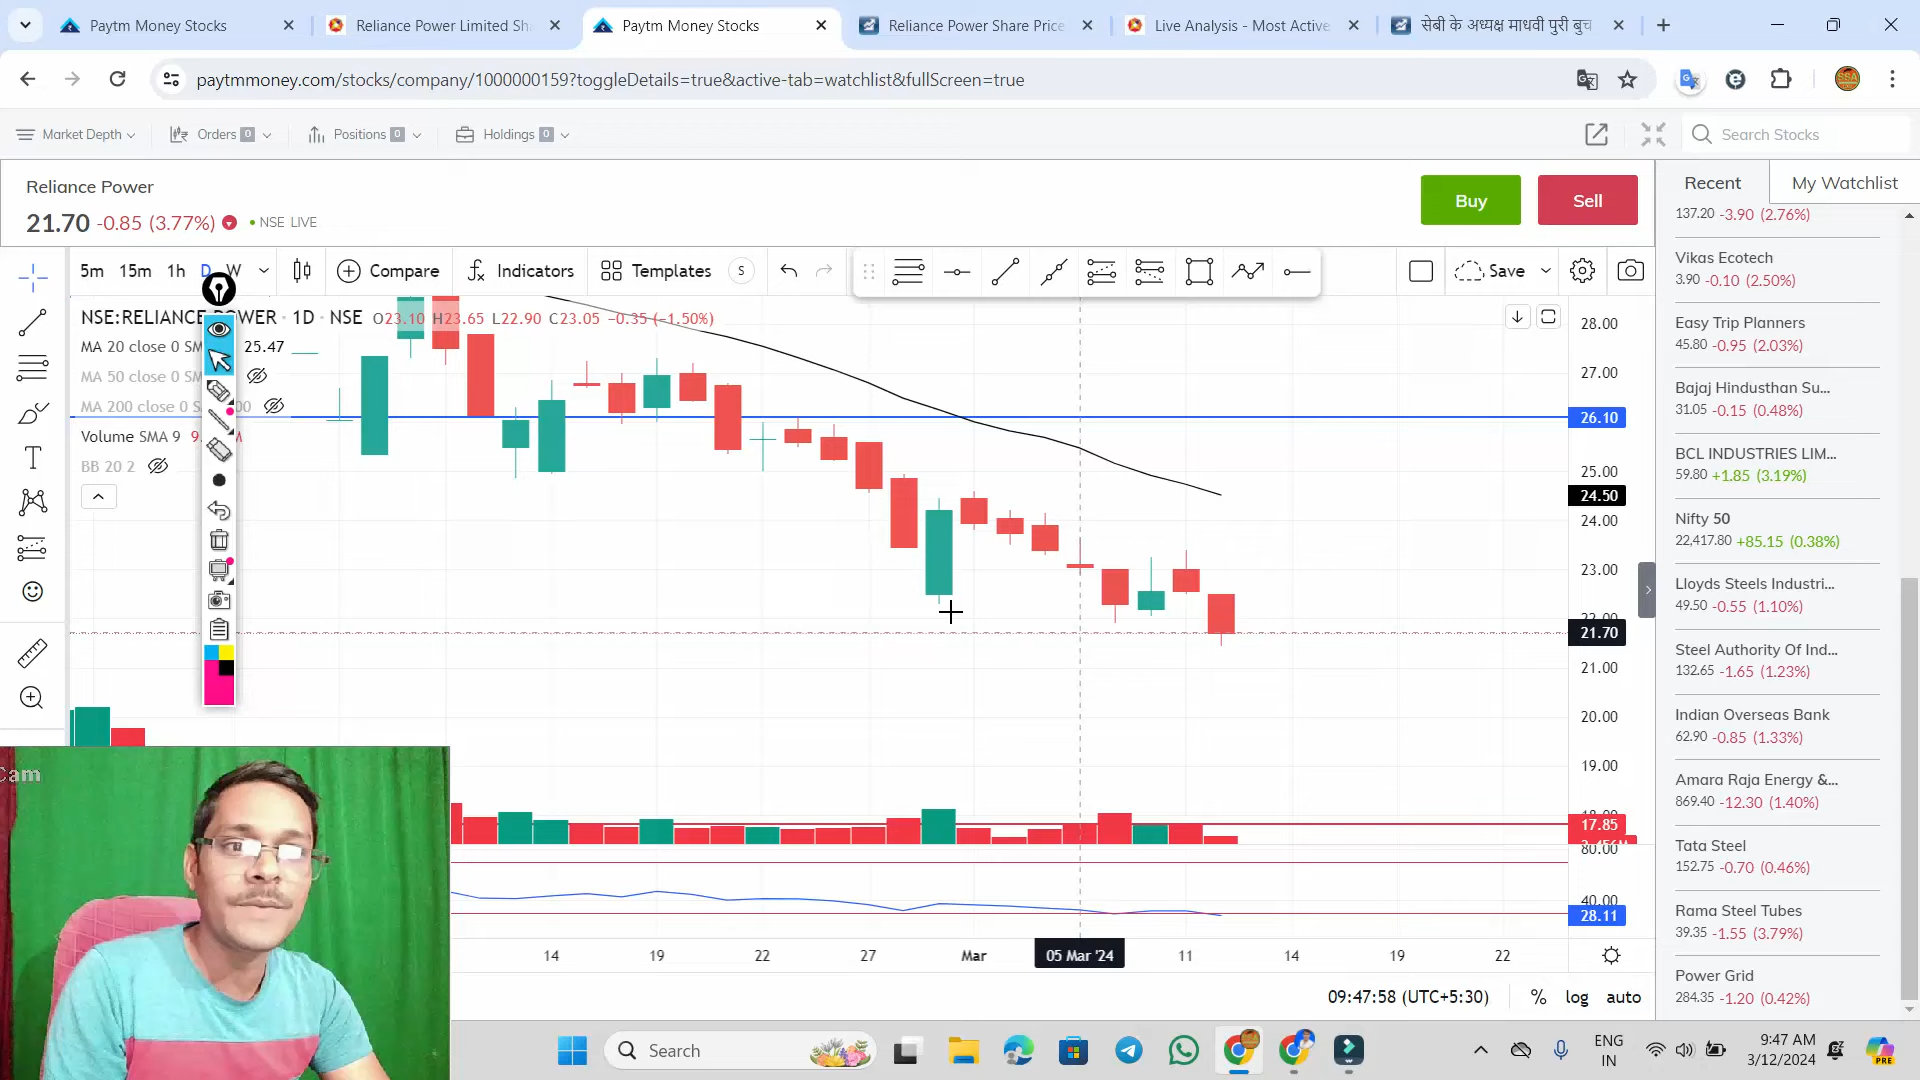 Paytm Money Stocks
Reliance Power Limited Sh
Paytm Money Stocks
Reliance Power Share Price
Live Analysis - Most Active
सेबी के अध्यक्ष माधवी पुरी बुच
paytmmoney.com/stocks/company/1000000159?toggleDetails=true&active-tab=watchlist&fullScreen=true
Market Depth
Orders 0
Positions 0
Holdings 0
Search Stocks
Reliance Power
21.70 -0.85 (3.77%) • NSE LIVE
Buy
Sell
Recent
My Watchlist
137.20 -3.90 (2.76%)
Vikas Ecotech
3.90 -0.10 (2.50%)
Easy Trip Planners
45.80 -0.95 (2.03%)
Bajaj Hindusthan Su...
31.05 -0.15 (0.48%)
BCL INDUSTRIES LIM...
59.80 +1.85 (3.19%)
Nifty 50
22,417.80 +85.15 (0.38%)
Lloyds Steels Industri...
49.50 -0.55 (1.10%)
Steel Authority Of Ind...
132.65 -1.65 (1.23%)
Indian Overseas Bank
62.90 -0.85 (1.33%)
Amara Raja Energy &...
869.40 -12.30 (1.40%)
Tata Steel
152.75 -0.70 (0.46%)
Rama Steel Tubes
39.35 -1.55 (3.79%)
Power Grid
284.35 -1.20 (0.42%)
5m 15m 1h D W
Compare
Indicators
Templates
S
Save
NSE:RELIANCE POWER · 1D · NSE O23.10 H23.65 L22.90 C23.05 -0.35 (-1.50%)
MA 20 close 0 SM 25.47
MA 50 close 0 SM
MA 200 close 0 S 00
Volume SMA 9 9. M
BB 20 2
28.00
27.00
26.10
25.00
24.50
24.00
23.00
22.00
21.70
21.00
20.00
19.00
17.85
80.00
40.00
28.11
14 19 22 27 Mar 05 Mar '24 11 14 19 22
09:47:58 (UTC+5:30) % log auto
Cam
Search
ENG
IN
9:47 AM
3/12/2024
PRE